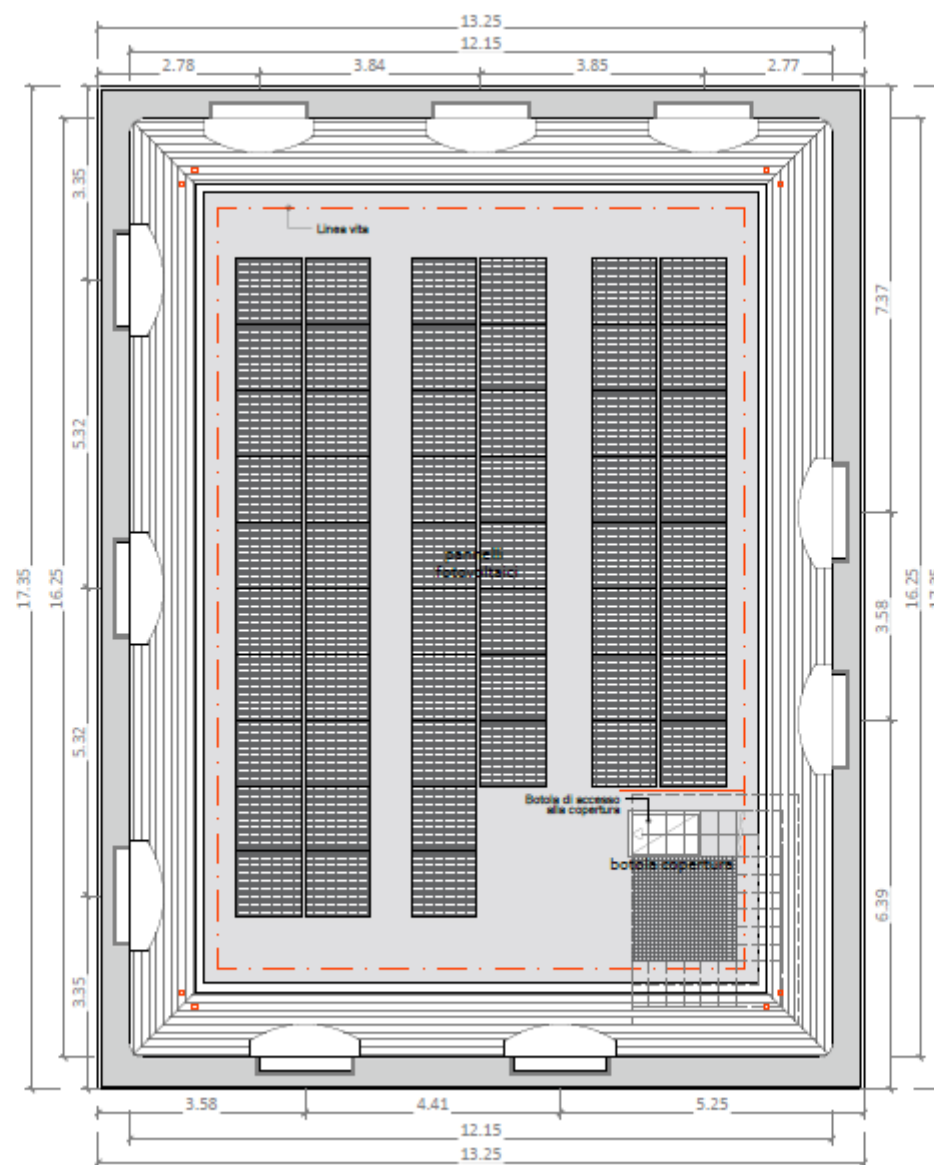 13.25
12.15
2.78 3.84 3.85 2.77
3.35
Linea vita
7.37
5.32
pannelli
fotovoltaici
17.35
16.25
3.58
16.25
5.32
Botola di accesso
alla copertura
botola copertura
6.39
3.35
3.58 4.41 5.25
12.15
13.25